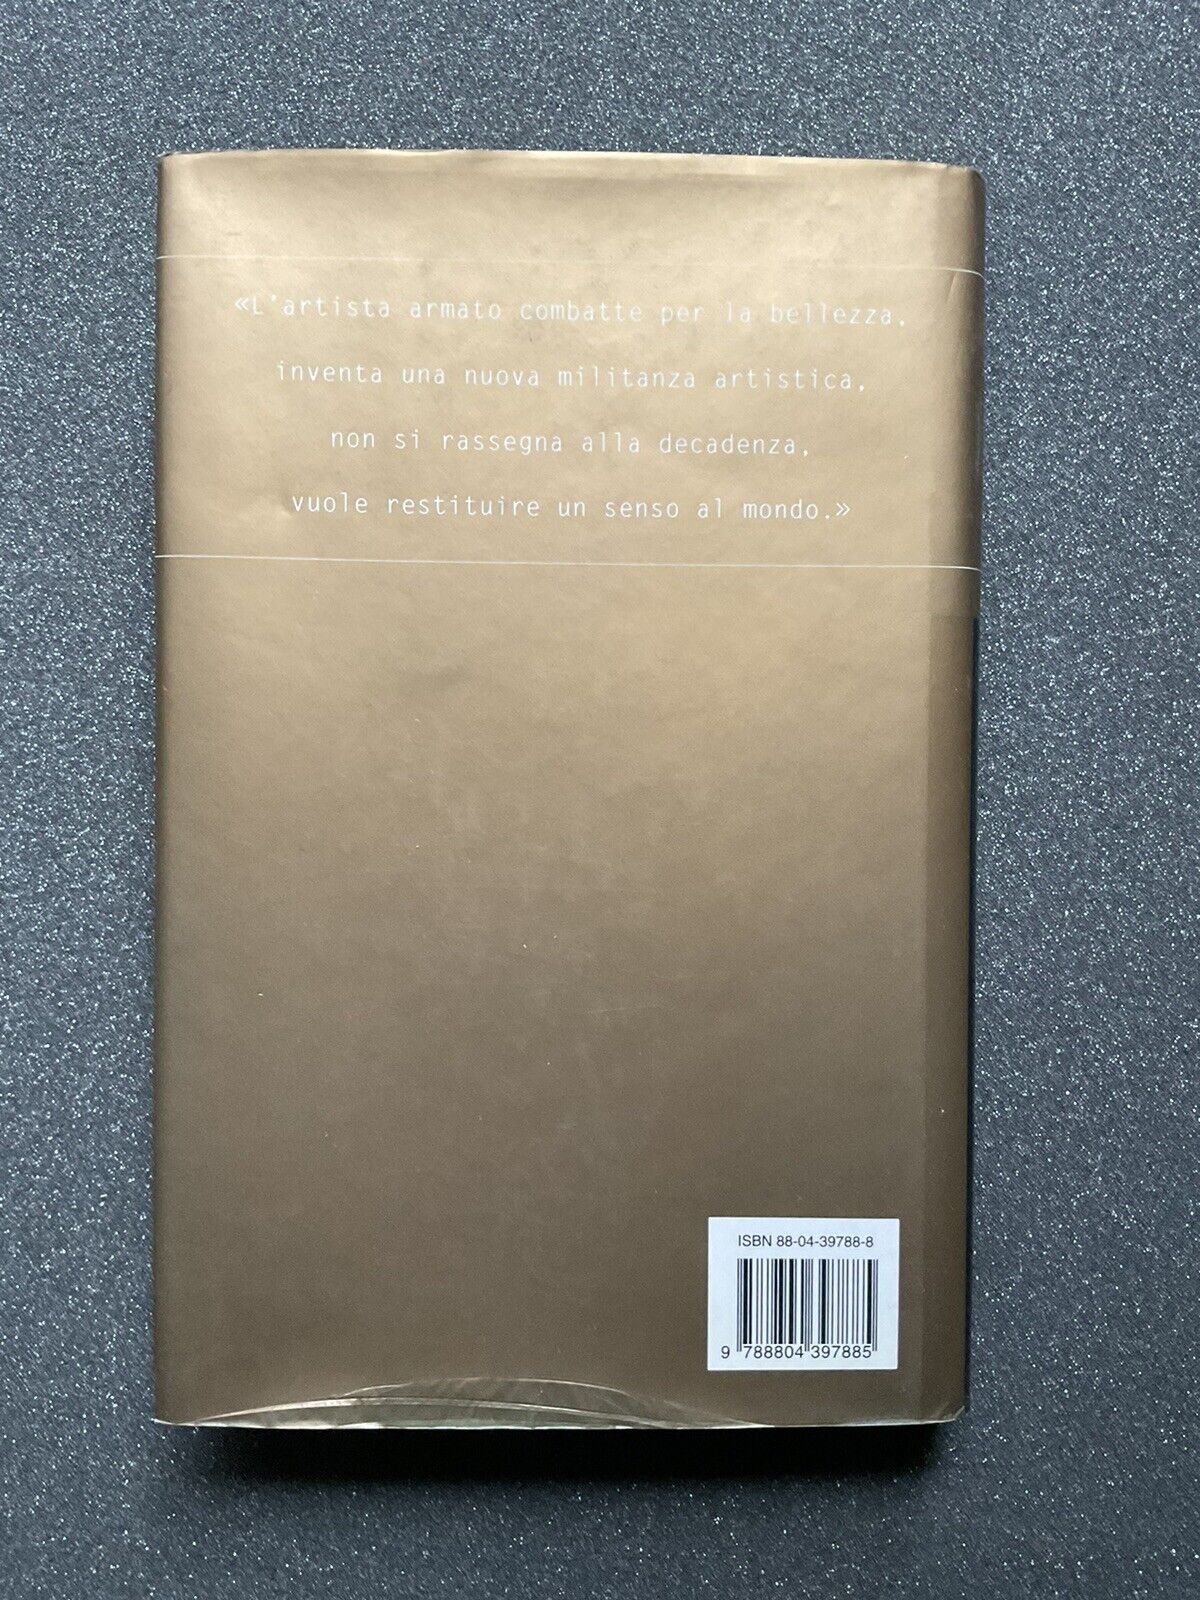 «L'artista armato combatte per la bellezza,
inventa una nuova militanza artistica,
non si rassegna alla decadenza,
vuole restituire un senso al mondo.»
ISBN 88-04-39788-8
9 788804 397885